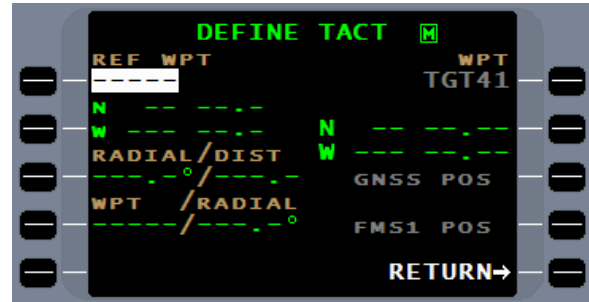 DEFINE TACT M
REF WPT WPT
----- TGT41
N -- --.-
W --- --.- N -- --.--
RADIAL/DIST W --- --.--
---.-°/---.- GNSS POS
WPT /RADIAL
-----/---.-° FMS1 POS
RETURN→